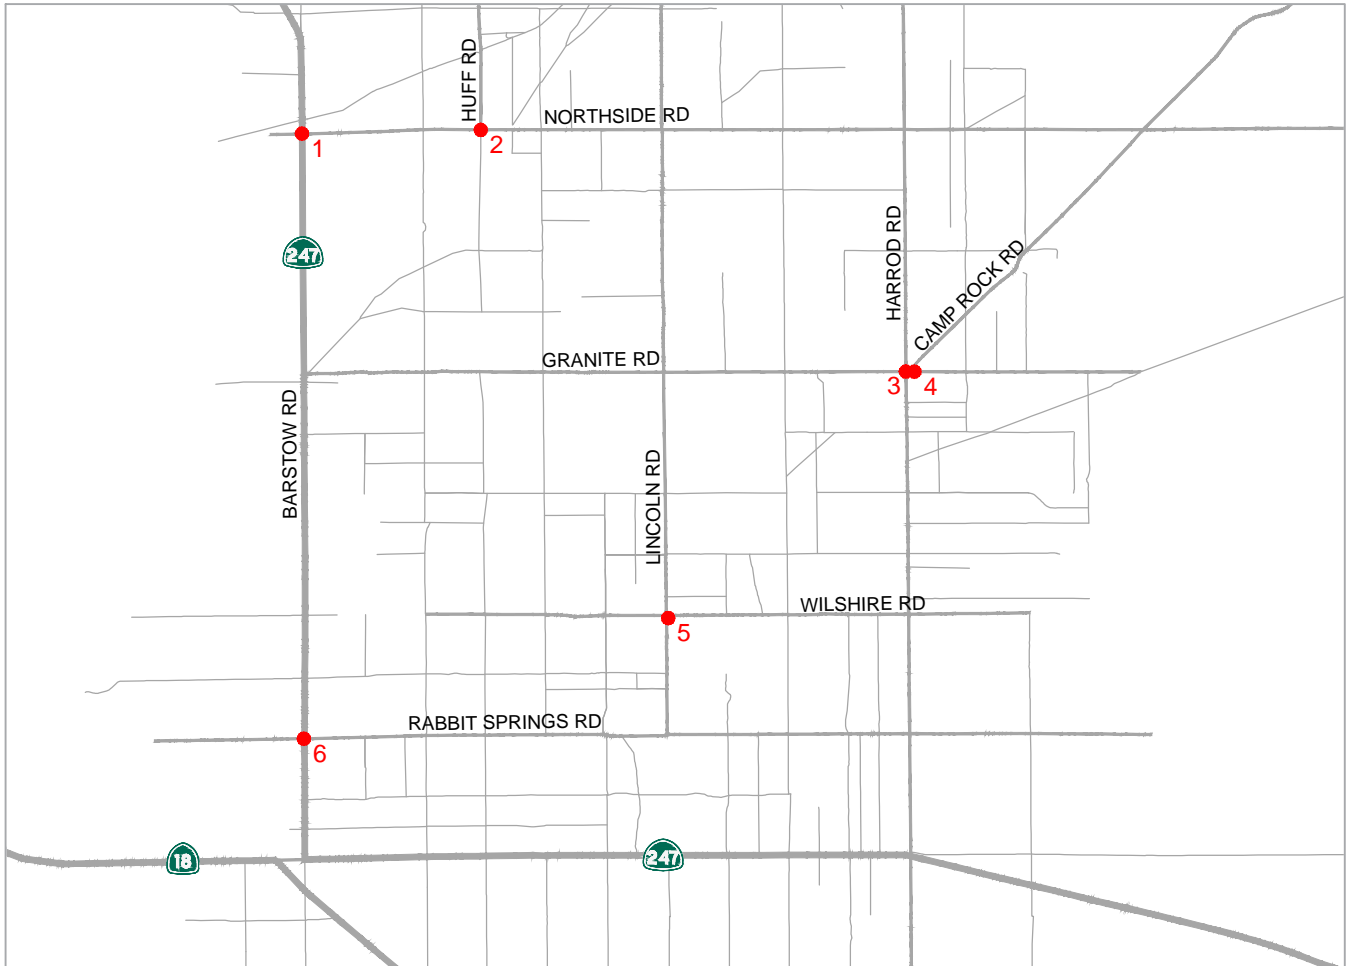 HUFF RD
NORTHSIDE RD
1
2
247
HARROD RD
CAMP ROCK RD
GRANITE RD
3
4
BARSTOW RD
LINCOLN RD
WILSHIRE RD
5
RABBIT SPRINGS RD
6
18
247